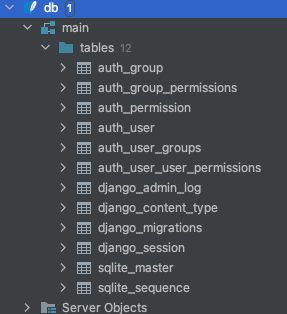 db 1
main
tables 12
auth_group
auth_group_permissions
auth_permission
auth_user
auth_user_groups
auth_user_user_permissions
django_admin_log
django_content_type
django_migrations
django_session
sqlite_master
sqlite_sequence
Server Objects